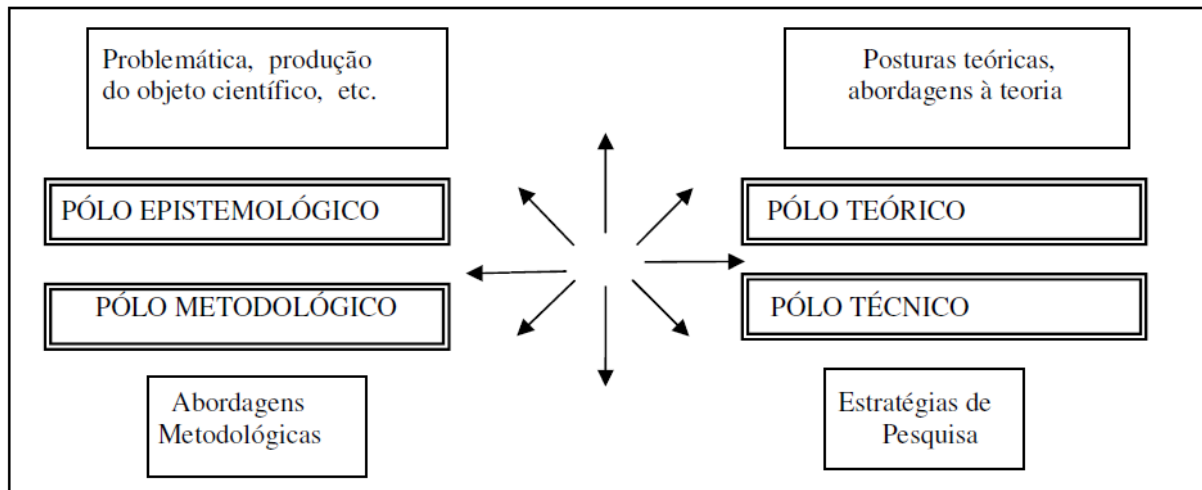 Problemática, produção
do objeto científico, etc.
Posturas teóricas,
abordagens à teoria
PÓLO EPISTEMOLÓGICO
PÓLO TEÓRICO
PÓLO METODOLÓGICO
PÓLO TÉCNICO
Abordagens
Metodológicas
Estratégias de
Pesquisa